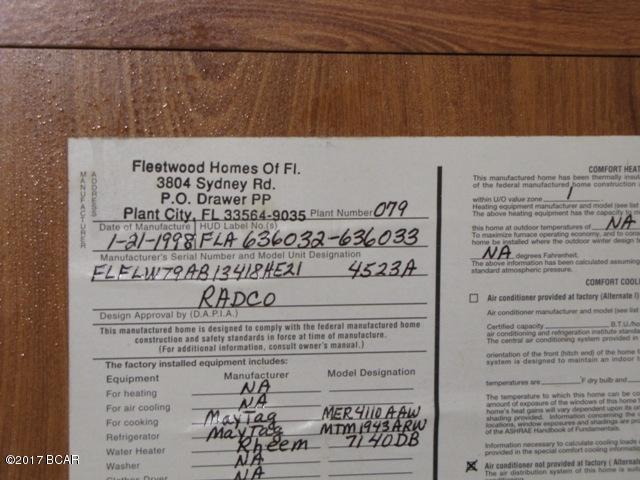 MANUFACTURER
ADDRESS
Fleetwood Homes Of Fl.
3804 Sydney Rd.
P.O. Drawer PP
Plant City, FL 33564-9035 Plant Number 079
Date of Manufacture HUD Label No.(s)
1-21-1998 FLA 636032-636033
Manufacturer's Serial Number and Model Unit Designation
FLFLW79AB13418HE21 4523A
RADCO
Design Approval by (D.A.P.I.A.)
This manufactured home is designed to comply with the federal manufactured home
construction and safety standards in force at time of manufacture.
(For additional information, consult owner's manual.)
The factory installed equipment includes:
Equipment Manufacturer Model Designation
For heating NA
For air cooling NA
For cooking Maytag MER4110AAW
Refrigerator Maytag MTM1943ARW
Water Heater Rheem 7140DB
Washer NA
Clothes Dryer NA
COMFORT HEAT
This manufactured home has been thermally insul
of the federal manufactured home construction
within U/O value zone 1
Heating equipment manufacturer and model (see list
The above heating equipment has the capacity to
this home at outdoor temperatures of NA
To maximize furnace operating economy, and to cons
home be installed where the outdoor winter design
NA degrees Fahrenheit.
The above information has been calculated assuming
standard atmospheric pressure.
COMFORT COOLI
Air conditioner provided at factory (Alternate I)
Air conditioner manufacturer and model (see list
Certified capacity B.T.U./ho
air conditioning and refrigeration institute standa
The central air conditioning system provided in
orientation of the front (hitch end) of the home
system is designed to maintain an ind
temperatures are °F dry bulb and
The temperature to which this home can be co
amount of exposure of the windows of this home
home's heat gains will vary dependent upon its
shading provided. Information concerning the
locations, window exposures and shadings are pro
of the ASHRAE Handbook of Fundamentals.
Information necessary to calculate cooling loads
provided in the special comfort cooling information
X Air conditioner not provided at factory (Alternat
The air distribution system of this home is suit
©2017 BCAR